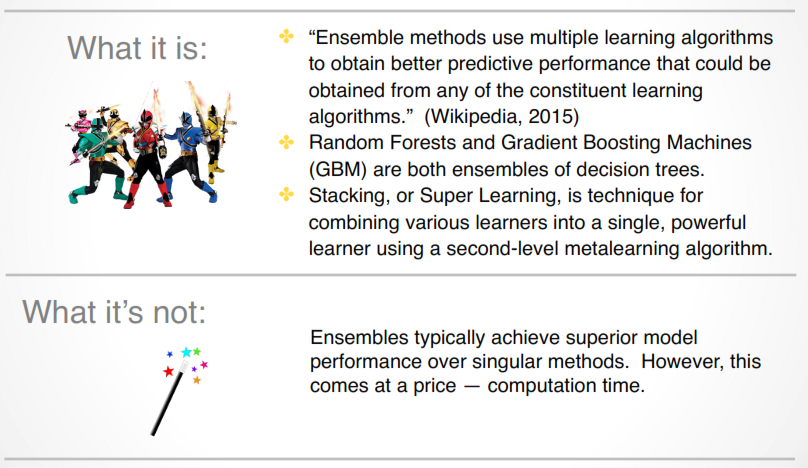 What it is:
“Ensemble methods use multiple learning algorithms
to obtain better predictive performance that could be
obtained from any of the constituent learning
algorithms.” (Wikipedia, 2015)
Random Forests and Gradient Boosting Machines
(GBM) are both ensembles of decision trees.
Stacking, or Super Learning, is technique for
combining various learners into a single, powerful
learner using a second-level metalearning algorithm.
What it’s not:
Ensembles typically achieve superior model
performance over singular methods. However, this
comes at a price — computation time.